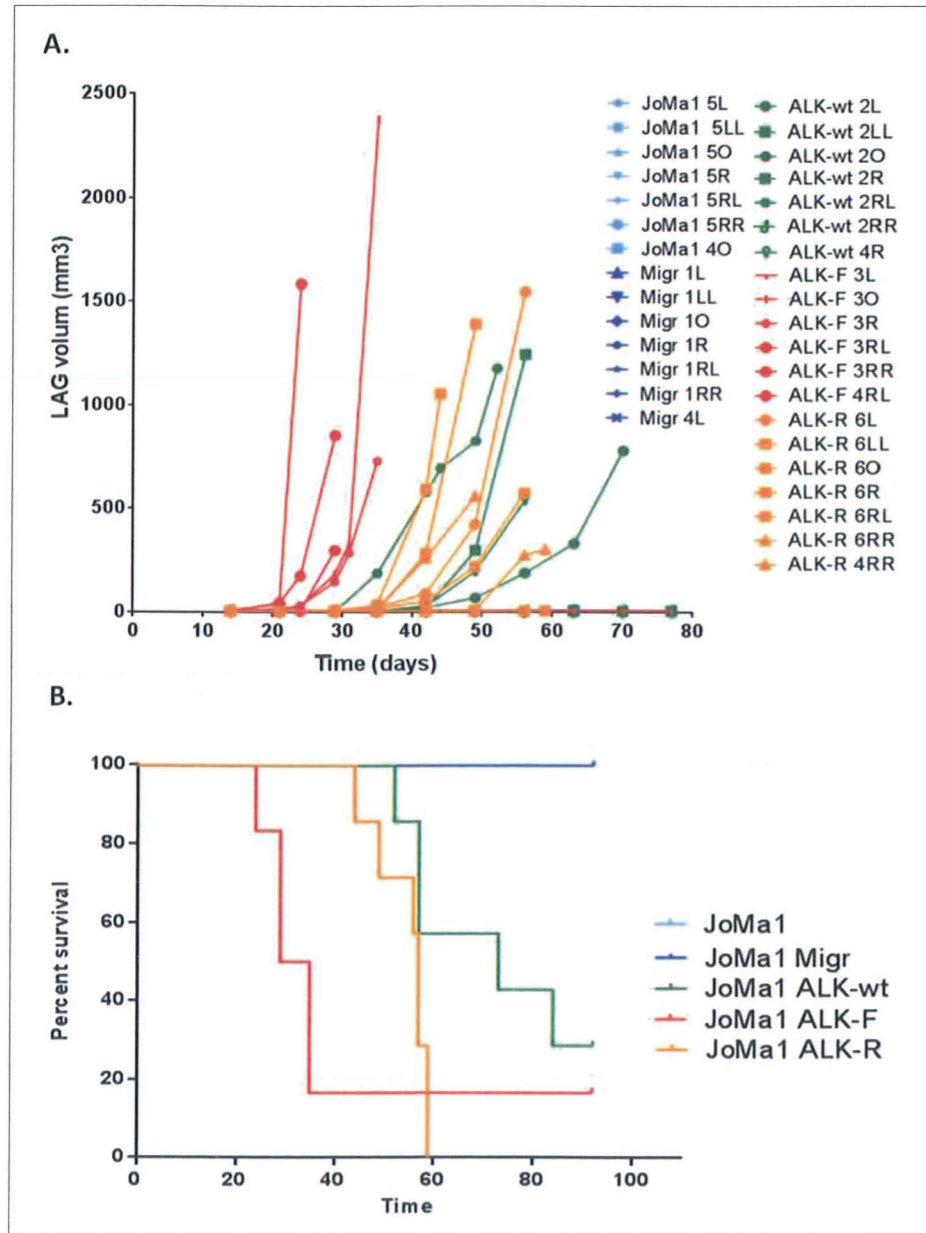 A.
2500
2000
1500
1000
500
0
LAG volum (mm3)
0 10 20 30 40 50 60 70 80
Time (days)
JoMa1 5L
JoMa1 5LL
JoMa1 5O
JoMa1 5R
JoMa1 5RL
JoMa1 5RR
JoMa1 4O
Migr 1L
Migr 1LL
Migr 1O
Migr 1R
Migr 1RL
Migr 1RR
Migr 4L
ALK-wt 2L
ALK-wt 2LL
ALK-wt 2O
ALK-wt 2R
ALK-wt 2RL
ALK-wt 2RR
ALK-wt 4R
ALK-F 3L
ALK-F 3O
ALK-F 3R
ALK-F 3RL
ALK-F 3RR
ALK-F 4RL
ALK-R 6L
ALK-R 6LL
ALK-R 6O
ALK-R 6R
ALK-R 6RL
ALK-R 6RR
ALK-R 4RR
B.
100
80
60
40
20
0
Percent survival
0 20 40 60 80 100
Time
JoMa1
JoMa1 Migr
JoMa1 ALK-wt
JoMa1 ALK-F
JoMa1 ALK-R